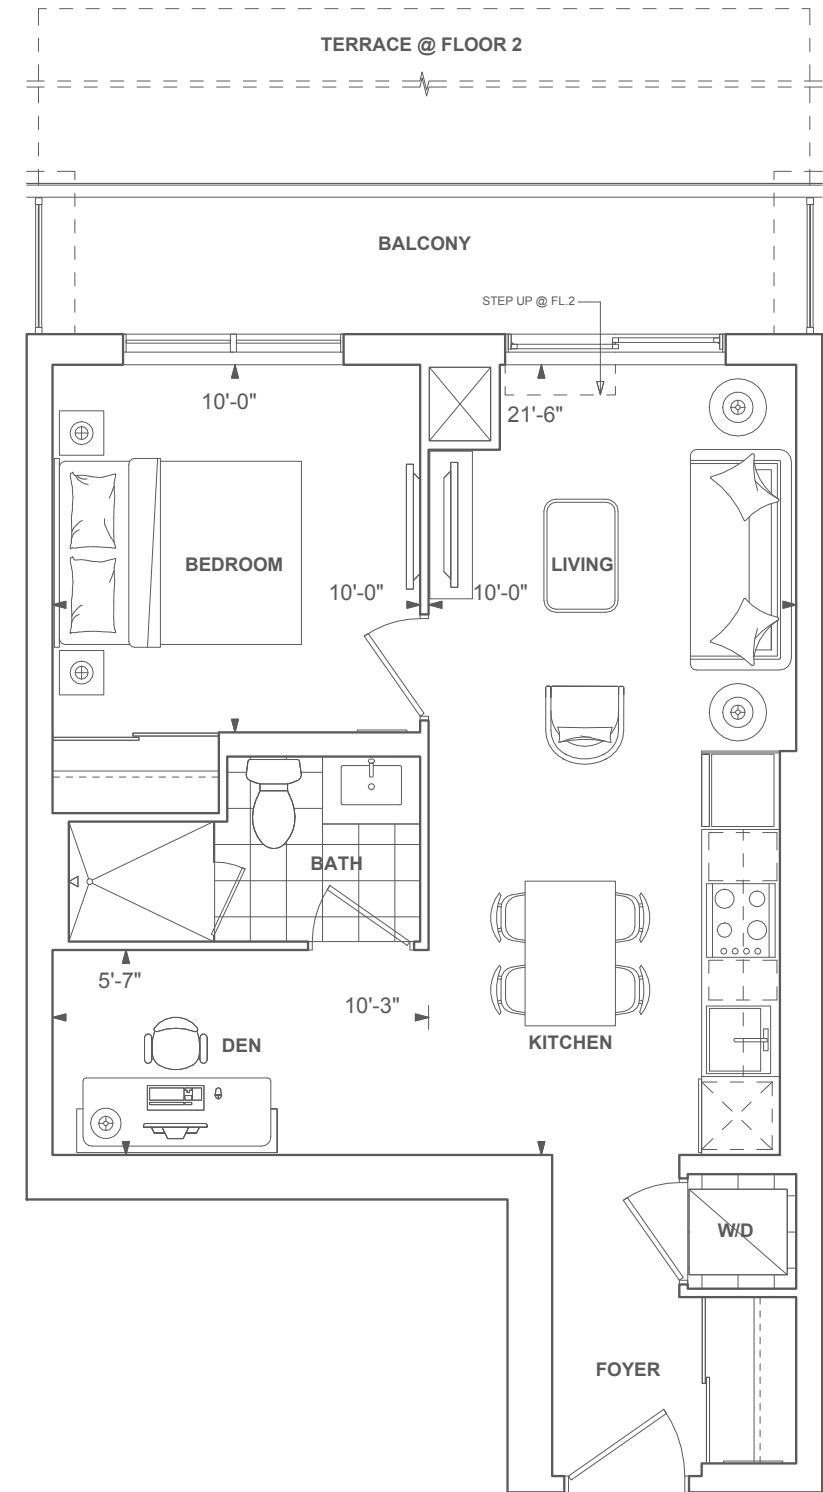 TERRACE @ FLOOR 2
BALCONY
STEP UP @ FL.2
10'-0"
21'-6"
BEDROOM
LIVING
10'-0"
10'-0"
BATH
5'-7"
10'-3"
DEN
KITCHEN
W/D
FOYER